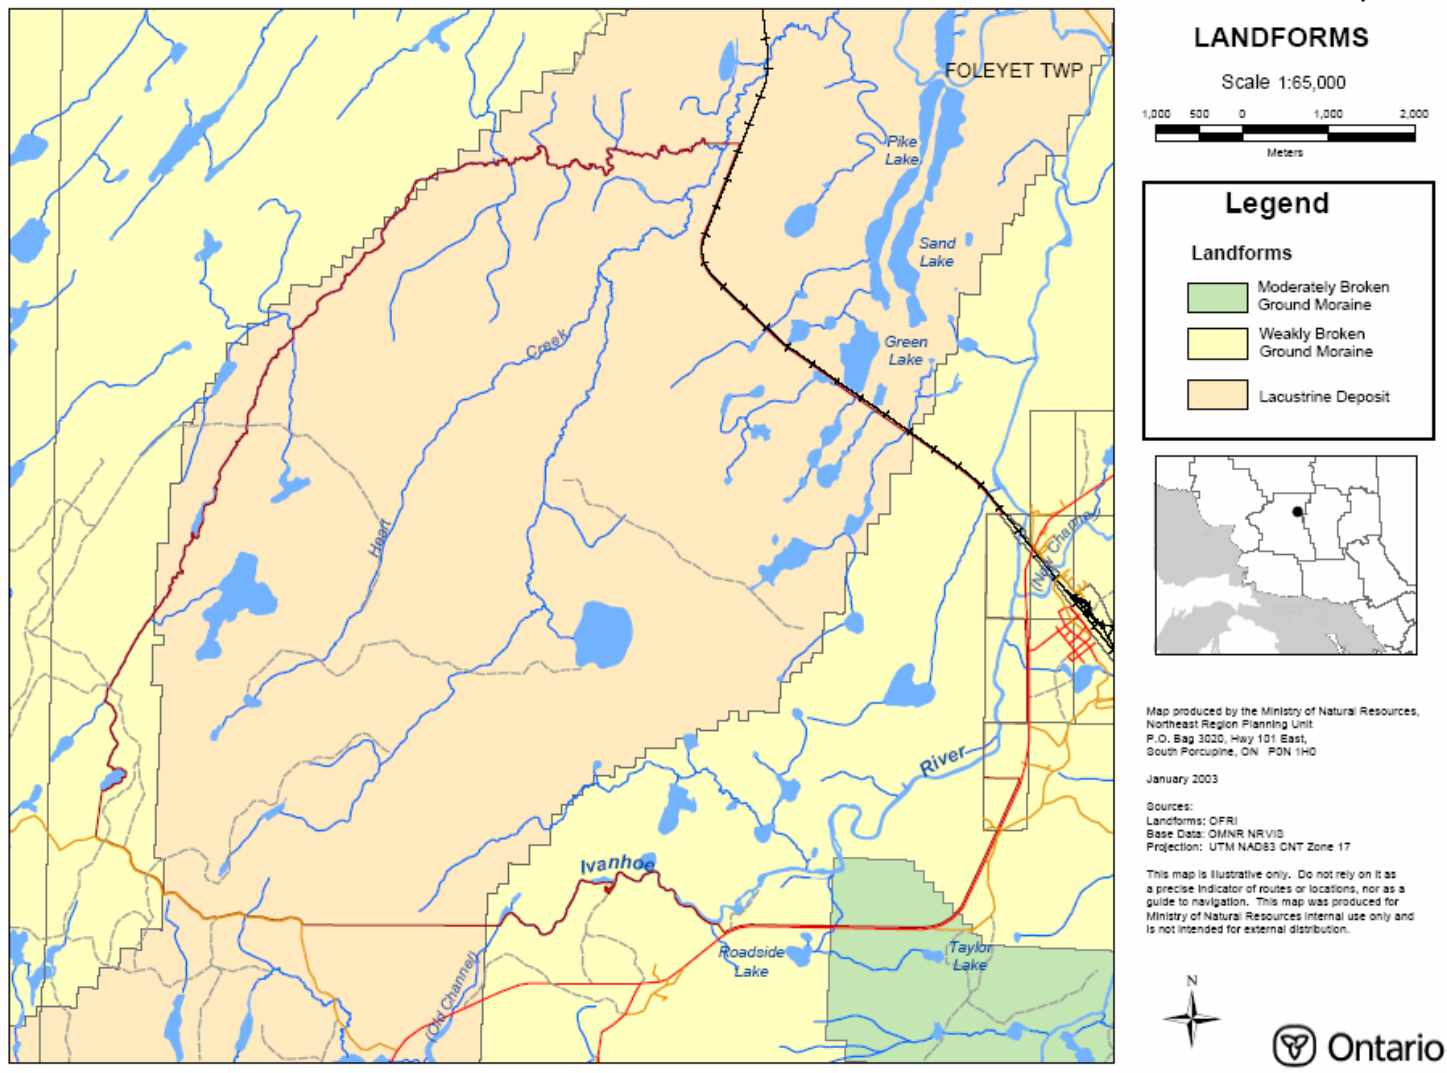 FOLEYET TWP
Pike
Lake
Sand
Lake
Green
Lake
Creek
Heart
(New Channel)
River
Ivanhoe
Roadside
Lake
Taylor
Lake
(Old Channel)
LANDFORMS
Scale 1:65,000
1,000 500 0 1,000 2,000
Meters
Legend
Landforms
Moderately Broken
Ground Moraine
Weakly Broken
Ground Moraine
Lacustrine Deposit
Map produced by the Ministry of Natural Resources,
Northeast Region Planning Unit
P.O. Bag 3020, Hwy 101 East,
South Porcupine, ON P0N 1H0
January 2003
Sources:
Landforms: OFRI
Base Data: OMNR NRVIS
Projection: UTM NAD83 CNT Zone 17
This map is illustrative only. Do not rely on it as
a precise indicator of routes or locations, nor as a
guide to navigation. This map was produced for
Ministry of Natural Resources internal use only and
is not intended for external distribution.
N
Ontario